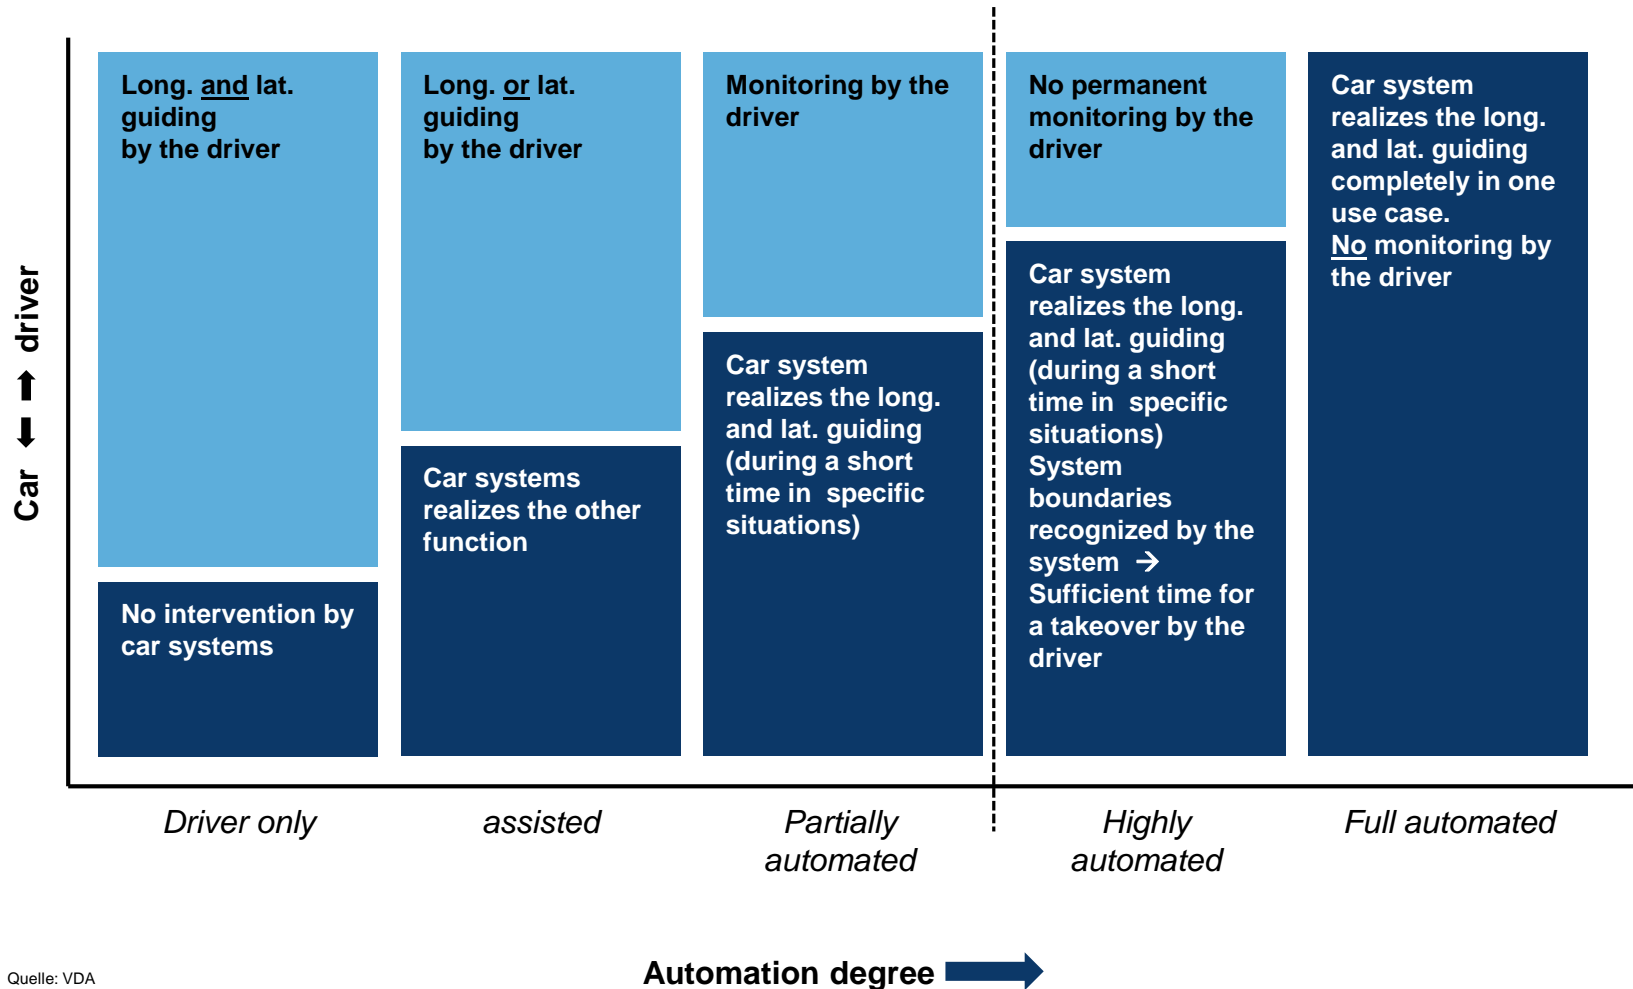 Long. and lat.
guiding
by the driver
No intervention by
car systems
Long. or lat.
guiding
by the driver
Car systems
realizes the other
function
Monitoring by the
driver
Car system
realizes the long.
and lat. guiding
(during a short
time in  specific
situations)
No permanent
monitoring by the
driver
Car system
realizes the long.
and lat. guiding
(during a short
time in  specific
situations)
System
boundaries
recognized by the
system →
Sufficient time for
a takeover by the
driver
Car system
realizes the long.
and lat. guiding
completely in one
use case.
No monitoring by
the driver
Car ⬅ ➡ driver
Driver only
assisted
Partially
automated
Highly
automated
Full automated
Automation degree
Quelle: VDA